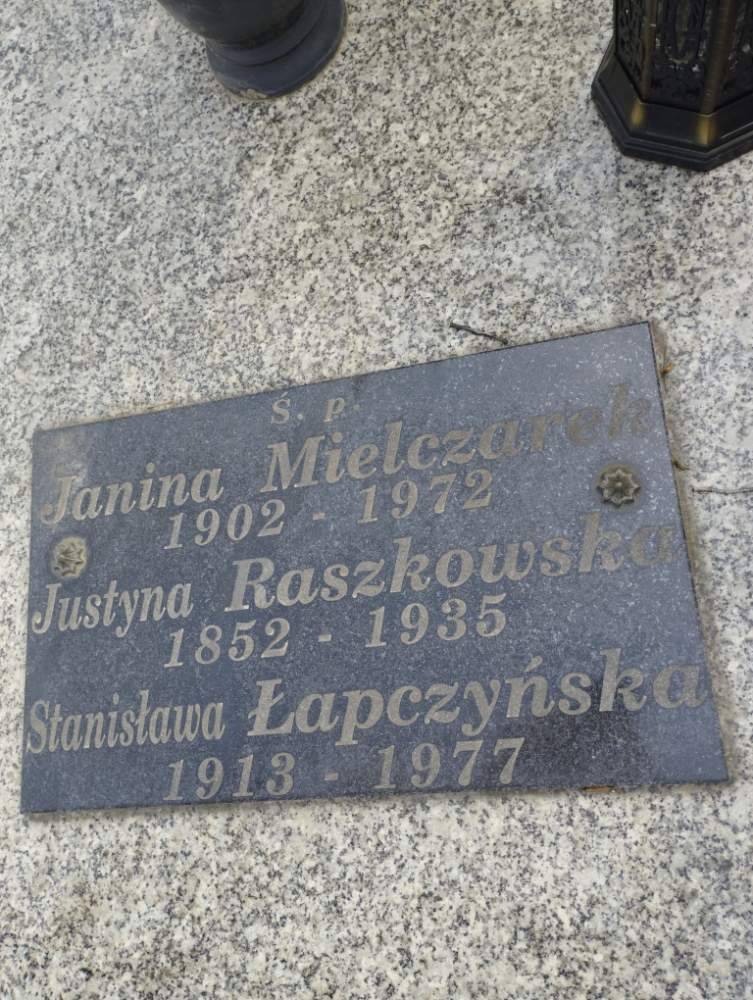 Ś. p.
Janina Mielczarek
1902 - 1972
Justyna Raszkowska
1852 - 1935
Stanisława Łapczyńska
1913 - 1977